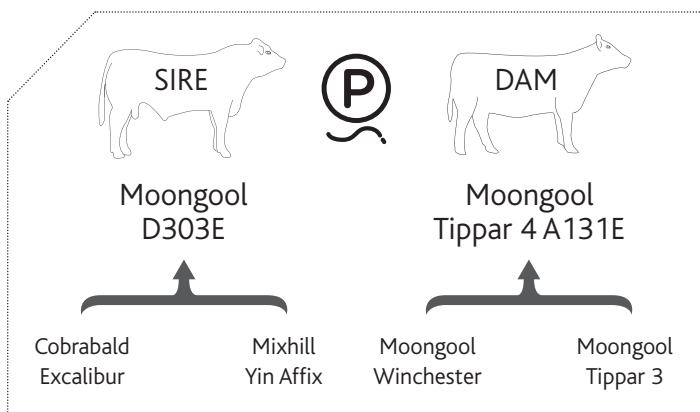 SIRE
P
DAM
Moongool
D303E
Moongool
Tippar 4 A131E
Cobrabald
Excalibur
Mixhill
Yin Affix
Moongool
Winchester
Moongool
Tippar 3